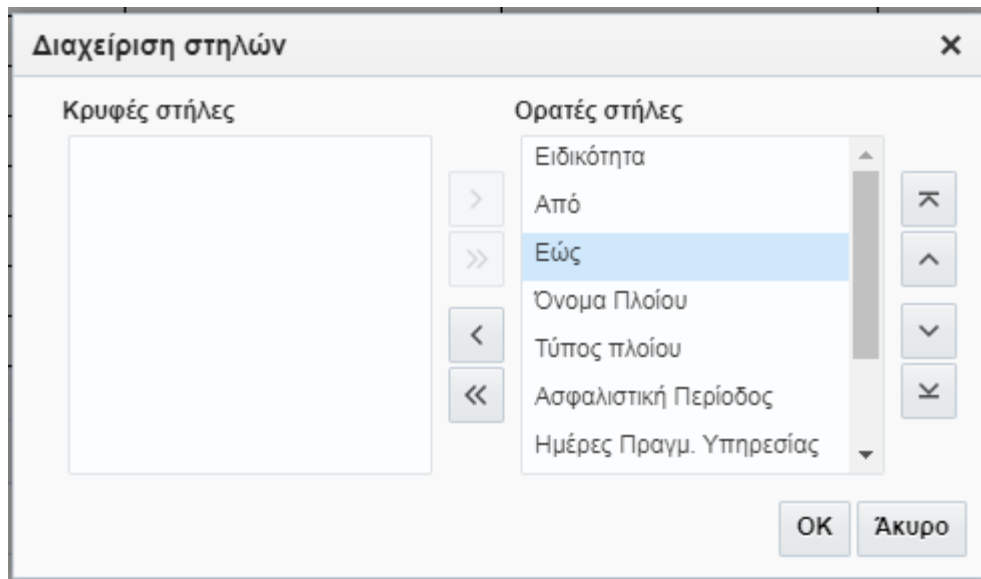 Διαχείριση στηλών
Κρυφές στήλες
Ορατές στήλες
Ειδικότητα
Από
Εώς
Όνομα Πλοίου
Τύπος πλοίου
Ασφαλιστική Περίοδος
Ημέρες Πραγμ. Υπηρεσίας
OK
Άκυρο